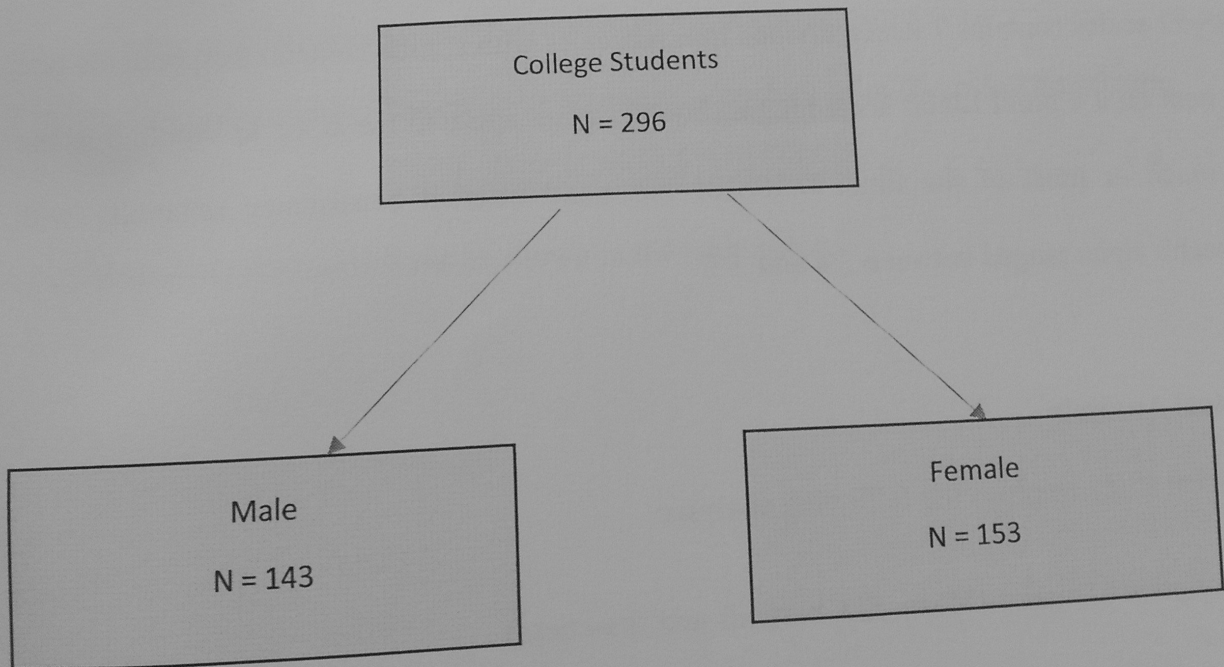 College Students
N = 296
Male
N = 143
Female
N = 153